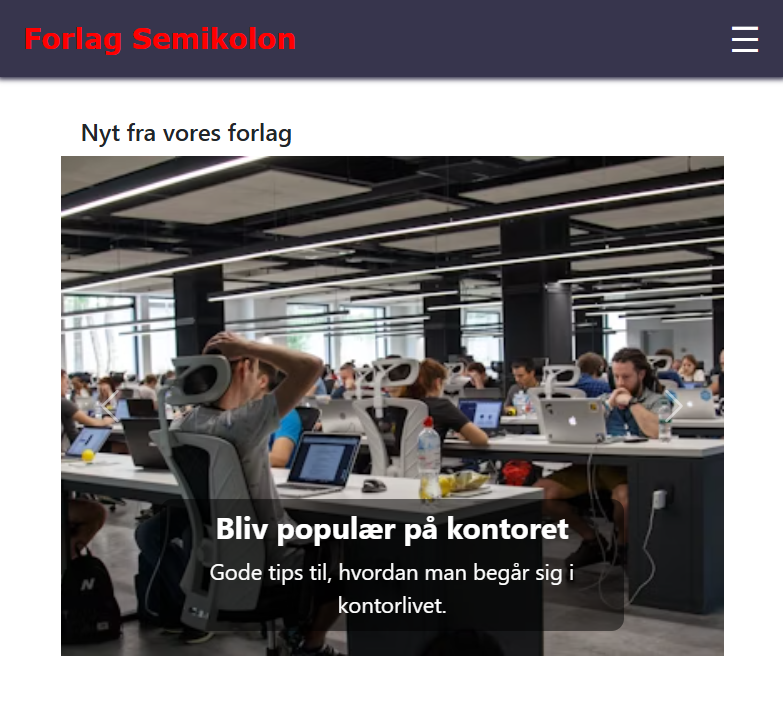 Forlag Semikolon
Nyt fra vores forlag
Bliv populær på kontoret
Gode tips til, hvordan man begår sig i
kontorlivet.